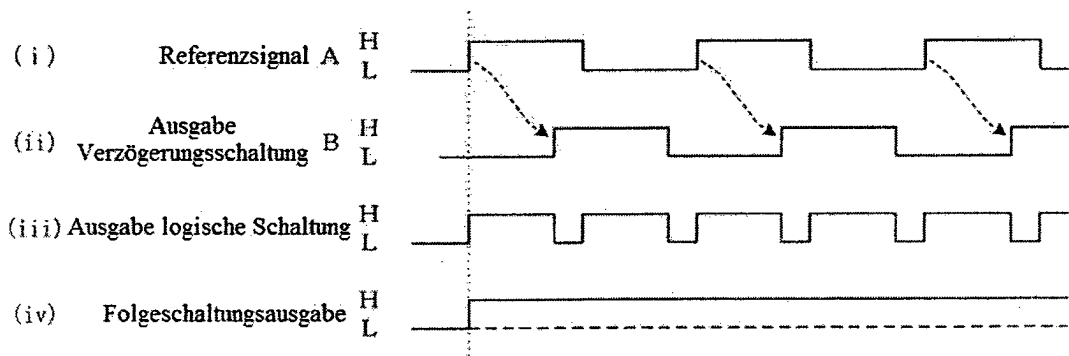 H
(i) Referenzsignal A
L
Ausgabe
H
(ii) Verzögerungsschaltung B
L
H
(iii) Ausgabe logische Schaltung
L
H
(iv) Folgeschaltungsausgabe
L